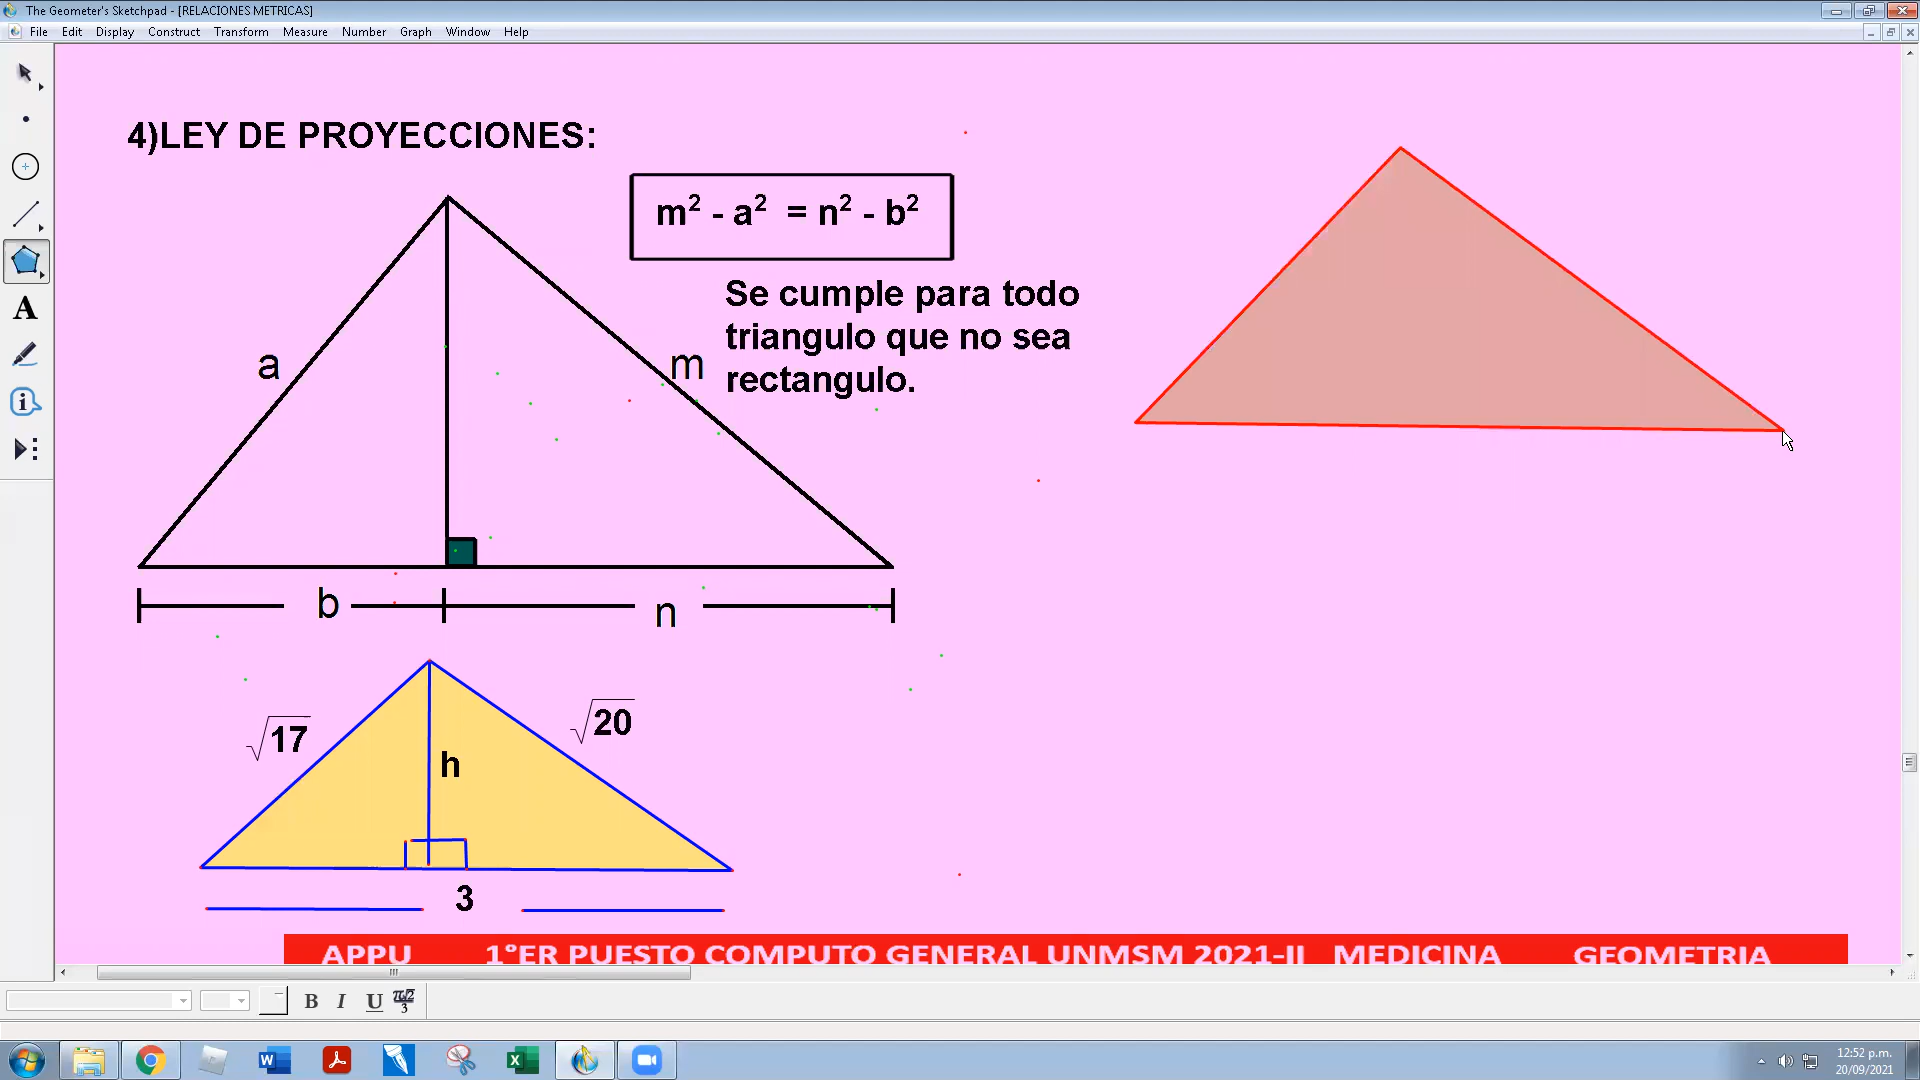 The Geometer's Sketchpad - [RELACIONES METRICAS]
File Edit Display Construct Transform Measure Number Graph Window Help
4)LEY DE PROYECCIONES:
m² - a² = n² - b²
Se cumple para todo
triangulo que no sea
rectangulo.
a
m
b
n
√17
√20
h
3
APPU 1°ER PUESTO COMPUTO GENERAL UNMSM 2021-II MEDICINA GEOMETRIA
A
B I U
12:52 p.m.
20/09/2021